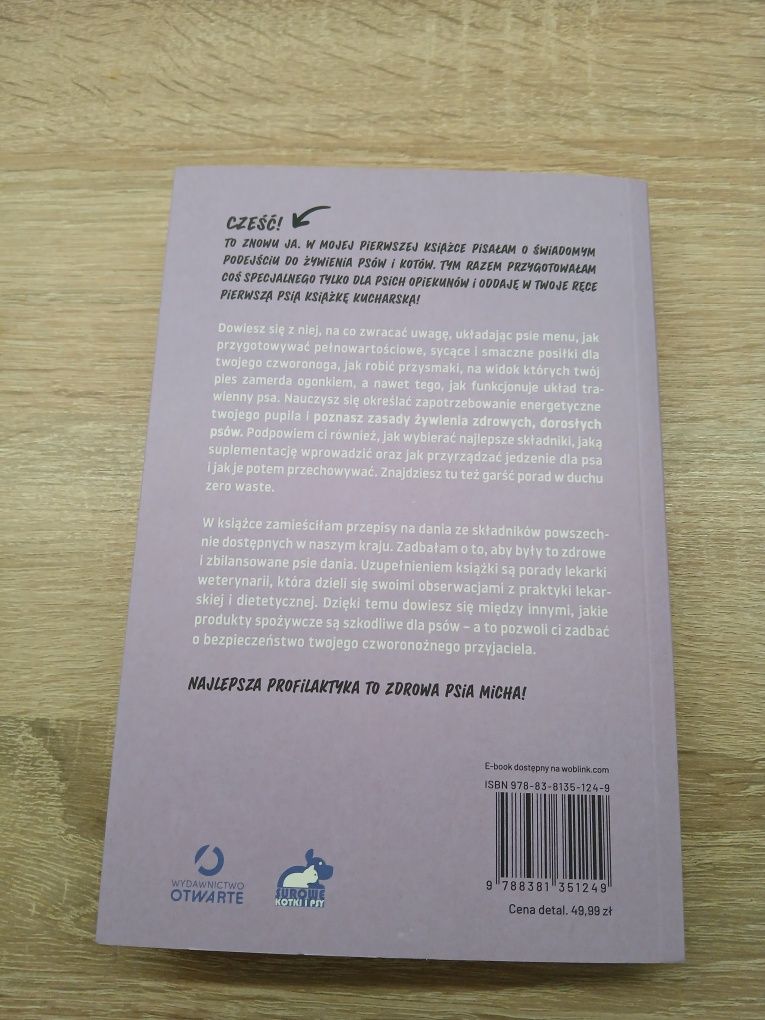 CZEŚĆ!
TO ZNOWU JA. W MOJEJ PIERWSZEJ KSIĄŻCE PISAŁAM O ŚWIADOMYM
PODEJŚCIU DO ŻYWIENIA PSÓW I KOTÓW. TYM RAZEM PRZYGOTOWAŁAM
COŚ SPECJALNEGO TYLKO DLA PSICH OPIEKUNÓW I ODDAJĘ W TWOJE RĘCE
PIERWSZĄ PSIĄ KSIĄŻKĘ KUCHARSKĄ!
Dowiesz się z niej, na co zwracać uwagę, układając psie menu, jak
przygotowywać pełnowartościowe, sycące i smaczne posiłki dla
twojego czworonoga, jak robić przysmaki, na widok których twój
pies zamerda ogonkiem, a nawet tego, jak funkcjonuje układ tra-
wienny psa. Nauczysz się określać zapotrzebowanie energetyczne
twojego pupila i poznasz zasady żywienia zdrowych, dorosłych
psów. Podpowiem ci również, jak wybierać najlepsze składniki, jaką
suplementację wprowadzić oraz jak przyrządzać jedzenie dla psa
i jak je potem przechowywać. Znajdziesz tu też garść porad w duchu
zero waste.
W książce zamieściłam przepisy na dania ze składników powszech-
nie dostępnych w naszym kraju. Zadbałam o to, aby były to zdrowe
i zbilansowane psie dania. Uzupełnieniem książki są porady lekarki
weterynarii, która dzieli się swoimi obserwacjami z praktyki lekar-
skiej i dietetycznej. Dzięki temu dowiesz się między innymi, jakie
produkty spożywcze są szkodliwe dla psów – a to pozwoli ci zadbać
o bezpieczeństwo twojego czworonożnego przyjaciela.
NAJLEPSZA PROFILAKTYKA TO ZDROWA PSIA MICHA!
E-book dostępny na woblink.com
ISBN 978-83-8135-124-9
9 788381 351249
Cena detal. 49,99 zł
WYDAWNICTWO
OTWARTE
SUROWE
KOTKI I PSY